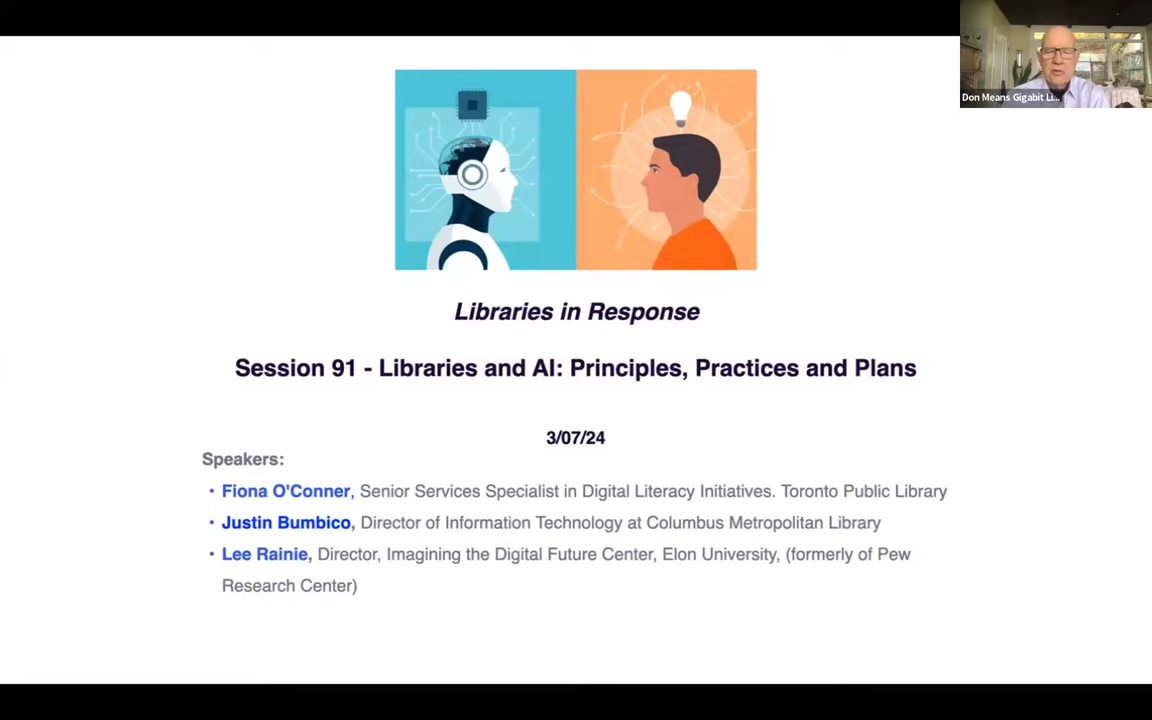 Don Means Gigabit Li...
Libraries in Response
Session 91 - Libraries and AI: Principles, Practices and Plans
3/07/24
Speakers:
• Fiona O'Conner, Senior Services Specialist in Digital Literacy Initiatives. Toronto Public Library
• Justin Bumbico, Director of Information Technology at Columbus Metropolitan Library
• Lee Rainie, Director, Imagining the Digital Future Center, Elon University, (formerly of Pew
Research Center)